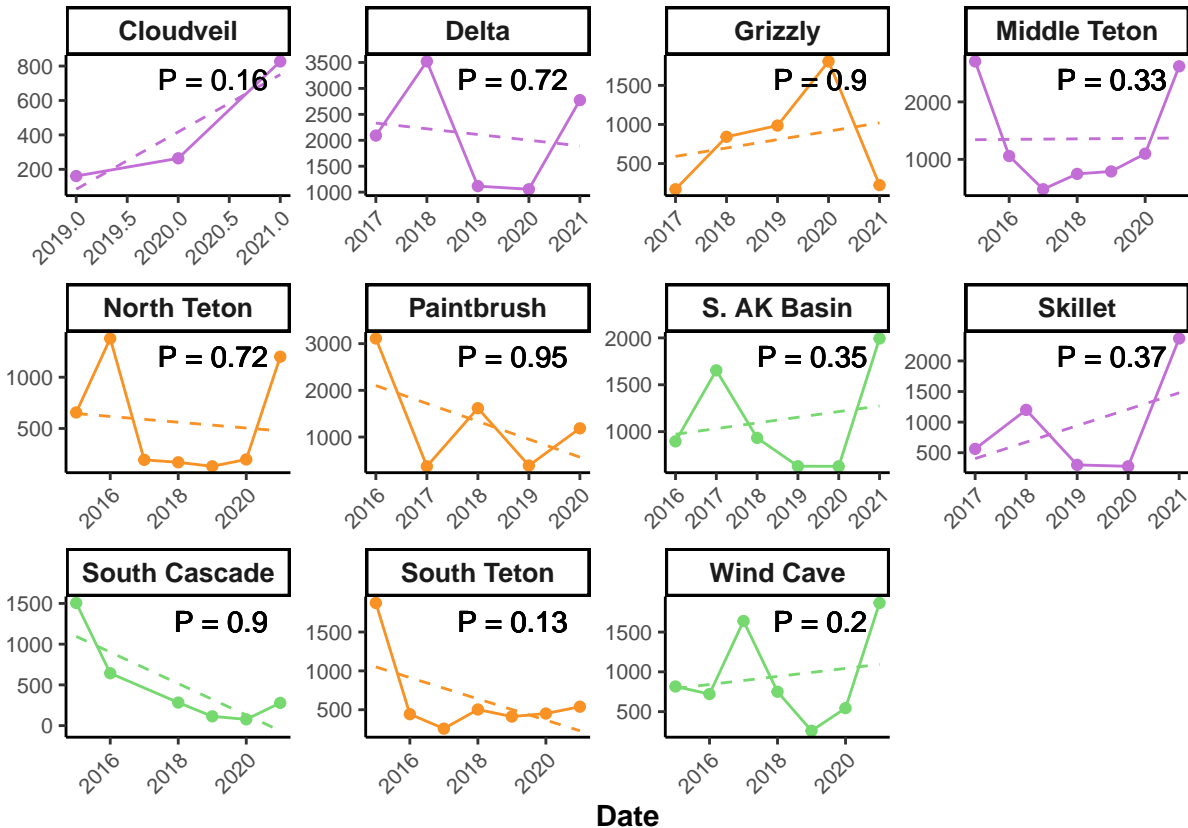 Cloudveil Delta Grizzly Middle Teton
P = 0.16 P = 0.72 P = 0.9 P = 0.33
800
600
400
200
2019.0 2019.5 2020.0 2020.5 2021.0
3500
3000
2500
2000
1500
1000
2017 2018 2019 2020 2021
1500
1000
500
2017 2018 2019 2020 2021
2000
1000
2016 2018 2020
North Teton Paintbrush S. AK Basin Skillet
P = 0.72 P = 0.95 P = 0.35 P = 0.37
1000
500
2016 2018 2020
3000
2000
1000
2016 2017 2018 2019 2020
2000
1500
1000
2016 2017 2018 2019 2020 2021
2000
1500
1000
500
2017 2018 2019 2020 2021
South Cascade South Teton Wind Cave
P = 0.9 P = 0.13 P = 0.2
1500
1000
500
0
2016 2018 2020
1500
1000
500
2016 2018 2020
1500
1000
500
2016 2018 2020
Date